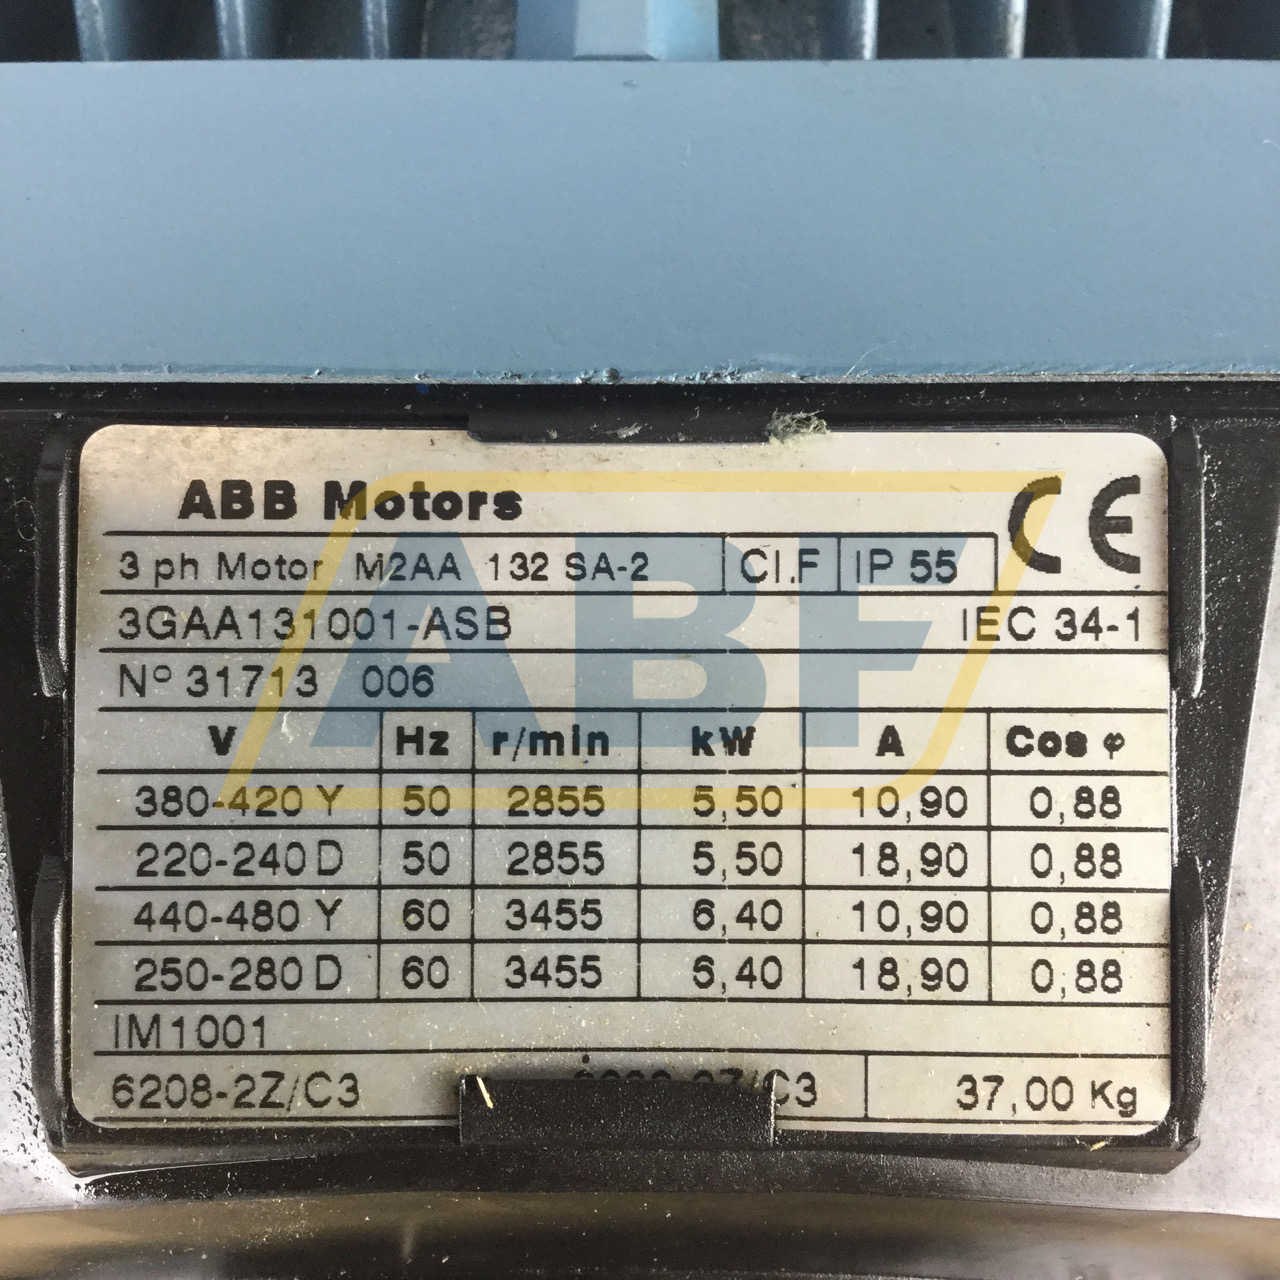 ABB Motors CE
3 ph Motor M2AA 132 SA-2 Cl.F IP 55
3GAA131001-ASB IEC 34-1
Nº 31713 006
V Hz r/min kW A Cos φ
380-420 Y 50 2855 5,50 10,90 0,88
220-240 D 50 2855 5,50 18,90 0,88
440-480 Y 60 3455 6,40 10,90 0,88
250-280 D 60 3455 6,40 18,90 0,88
IM1001
6208-2Z/C3 37,00 Kg
ABF